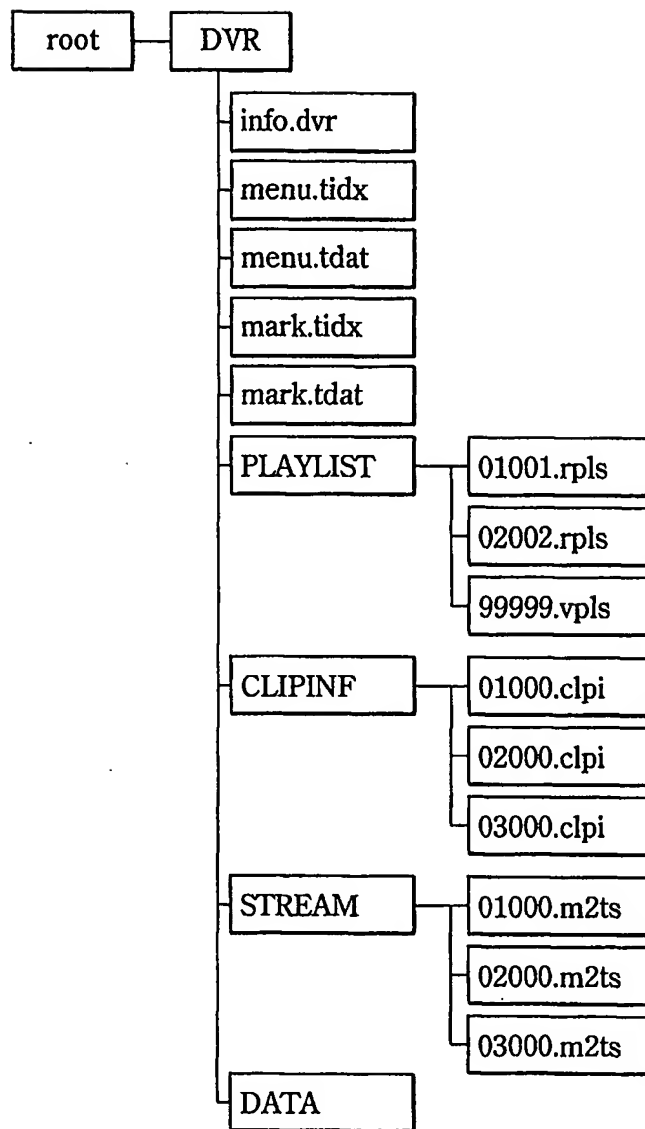 root
DVR
info.dvr
menu.tidx
menu.tdat
mark.tidx
mark.tdat
PLAYLIST
01001.rpls
02002.rpls
99999.vpls
CLIPINF
01000.clpi
02000.clpi
03000.clpi
STREAM
01000.m2ts
02000.m2ts
03000.m2ts
DATA